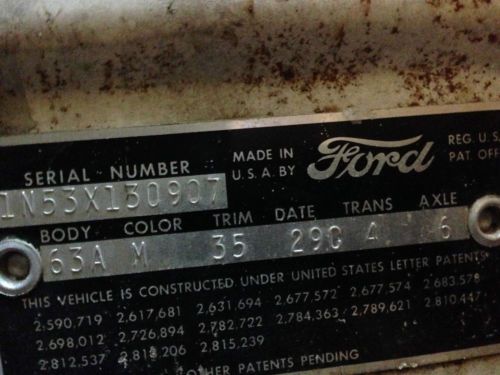 SERIAL NUMBER
MADE IN
U.S.A. BY
Ford
REG. U.S.
PAT. OFF.
1N53X130907
BODY COLOR TRIM DATE TRANS AXLE
63A M 35 29C 4 6
THIS VEHICLE IS CONSTRUCTED UNDER UNITED STATES LETTER PATENTS
2,590,719 2,617,681 2,631,694 2,677,572 2,677,574 2,683,578
2,698,012 2,726,894 2,782,722 2,784,363 2,789,621 2,810,447
2,812,537 2,813,206 2,815,239
OTHER PATENTS PENDING